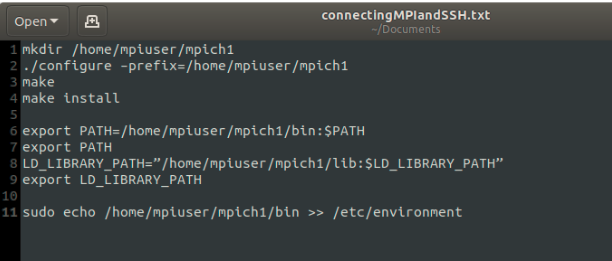 Open
connectingMPIandSSH.txt
~/Documents
1 mkdir /home/mpiuser/mpich1
2 ./configure –prefix=/home/mpiuser/mpich1
3 make
4 make install
5
6 export PATH=/home/mpiuser/mpich1/bin:$PATH
7 export PATH
8 LD_LIBRARY_PATH=”/home/mpiuser/mpich1/lib:$LD_LIBRARY_PATH”
9 export LD_LIBRARY_PATH
10
11 sudo echo /home/mpiuser/mpich1/bin >> /etc/environment